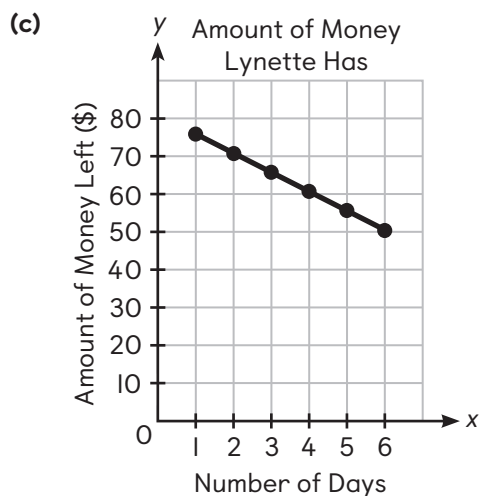 (c)
y
Amount of Money
Lynette Has
Amount of Money Left ($)
80
70
60
50
40
30
20
10
0
1 2 3 4 5 6
x
Number of Days